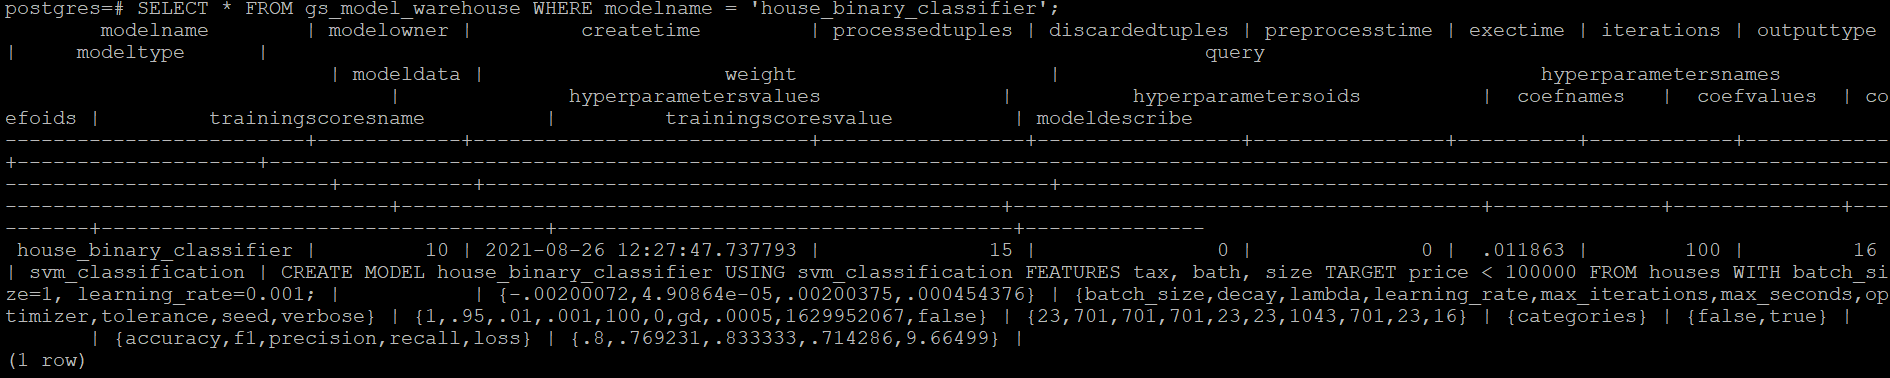 postgres=# SELECT * FROM gs_model_warehouse WHERE modelname = 'house_binary_classifier';
        modelname         | modelowner |         createtime         | processedtuples | discardedtuples | preprocesstime | exectime | iterations | outputtype
|     modeltype      |                                                                              query
                           | modeldata |                    weight                     |                                       hyperparametersnames
                                |              hyperparametersvalues               |          hyperparametersoids          |  coefnames   |  coefvalues  | co
efoids |         trainingscoresname          |         trainingscoresvalue          | modeldescribe
-------------------------+------------+----------------------------+-----------------+-----------------+----------------+----------+------------+------------
+--------------------+-----------------------------------------------------------------------------------------------------------------------------------
---------------------------+-----------+-----------------------------------------------+--------------------------------------------------------------------
--------------------------------+--------------------------------------------------+---------------------------------------+--------------+--------------+---
-------+-------------------------------------+--------------------------------------+---------------
 house_binary_classifier |         10 | 2021-08-26 12:27:47.737793 |              15 |               0 |              0 |  .011863 |        100 |         16
| svm_classification | CREATE MODEL house_binary_classifier USING svm_classification FEATURES tax, bath, size TARGET price < 100000 FROM houses WITH batch_si
ze=1, learning_rate=0.001; |           | {-.00200072,4.90864e-05,.00200375,.000454376} | {batch_size,decay,lambda,learning_rate,max_iterations,max_seconds,op
timizer,tolerance,seed,verbose} | {1,.95,.01,.001,100,0,gd,.0005,1629952067,false} | {23,701,701,701,23,23,1043,701,23,16} | {categories} | {false,true} |
       | {accuracy,f1,precision,recall,loss} | {.8,.769231,.833333,.714286,9.66499} |
(1 row)